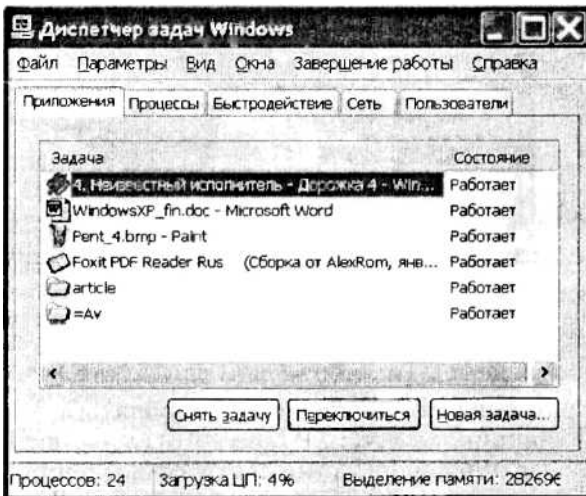 Диспетчер задач Windows
Файл Параметры Вид Окна Завершение работы Справка
Приложения Процессы Быстродействие Сеть Пользователи
Задача Состояние
4. Неизвестный исполнитель - Дорожка 4 - Win... Работает
WindowsXP_fin.doc - Microsoft Word Работает
Pent_4.bmp - Paint Работает
Foxit PDF Reader Rus (Сборка от AlexRom, янв... Работает
article Работает
=Av Работает
Снять задачу Переключиться Новая задача...
Процессов: 24 Загрузка ЦП: 4% Выделение памяти: 28269